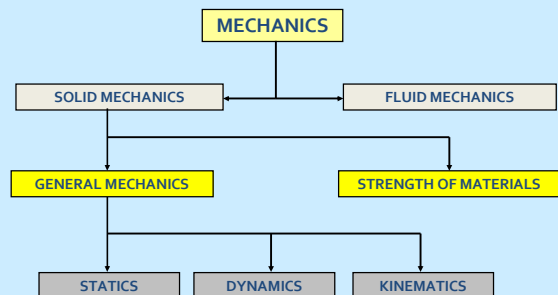 MECHANICS
SOLID MECHANICS
FLUID MECHANICS
GENERAL MECHANICS
STRENGTH OF MATERIALS
STATICS
DYNAMICS
KINEMATICS